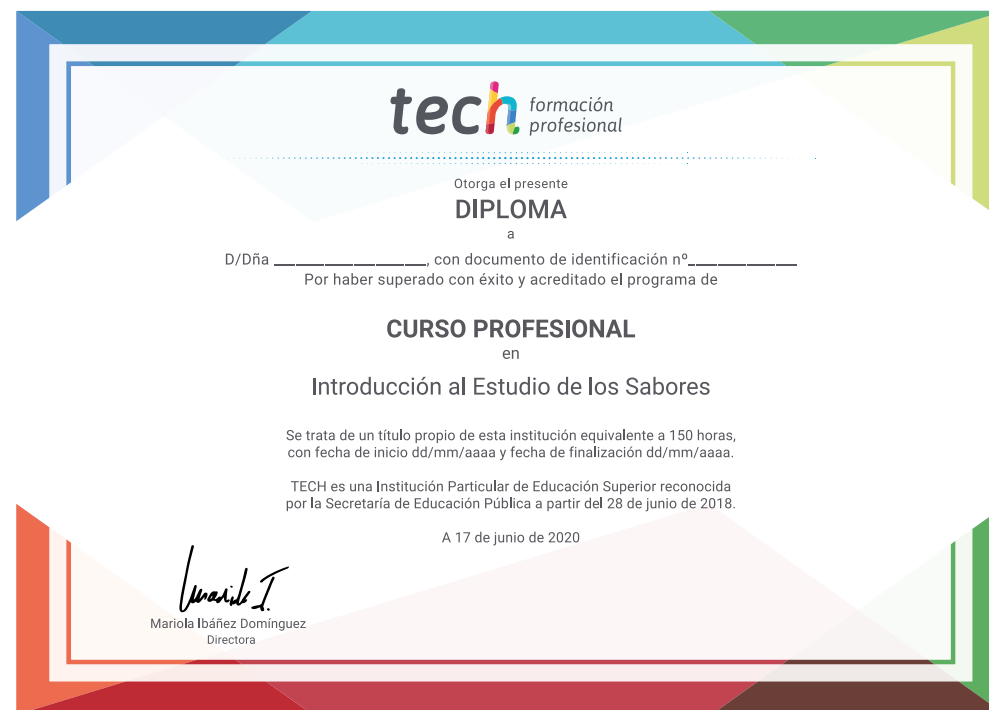 tech formación
profesional
Otorga el presente
DIPLOMA
a
D/Dña ________________, con documento de identificación nº___________
Por haber superado con éxito y acreditado el programa de
CURSO PROFESIONAL
en
Introducción al Estudio de los Sabores
Se trata de un título propio de esta institución equivalente a 150 horas,
con fecha de inicio dd/mm/aaaa y fecha de finalización dd/mm/aaaa.
TECH es una Institución Particular de Educación Superior reconocida
por la Secretaría de Educación Pública a partir del 28 de junio de 2018.
A 17 de junio de 2020
Mariola I.
Mariola Ibáñez Domínguez
Directora